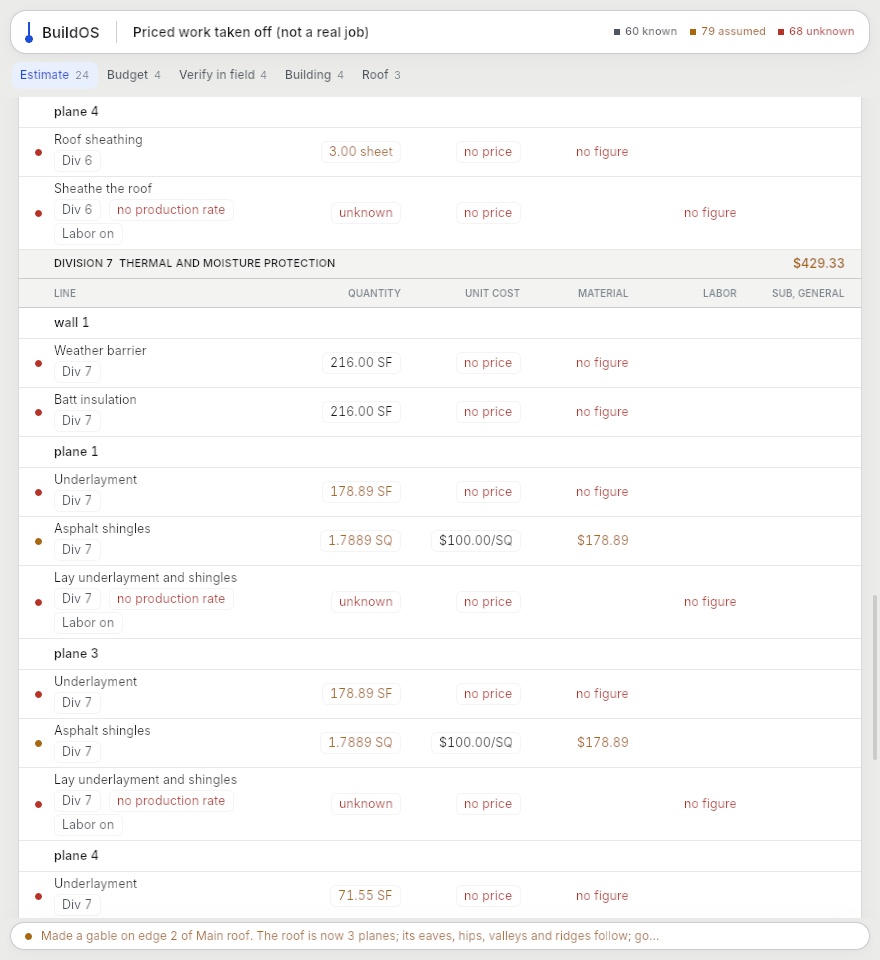 BuildOS Priced work taken off (not a real job) 60 known 79 assumed 68 unknown
Estimate 24 Budget 4 Verify in field 4 Building 4 Roof 3
plane 4
Roof sheathing
Div 6
3.00 sheet no price no figure
Sheathe the roof
Div 6 no production rate
Labor on
unknown no price no figure
DIVISION 7 THERMAL AND MOISTURE PROTECTION $429.33
LINE QUANTITY UNIT COST MATERIAL LABOR SUB, GENERAL
wall 1
Weather barrier
Div 7
216.00 SF no price no figure
Batt insulation
Div 7
216.00 SF no price no figure
plane 1
Underlayment
Div 7
178.89 SF no price no figure
Asphalt shingles
Div 7
1.7889 SQ $100.00/SQ $178.89
Lay underlayment and shingles
Div 7 no production rate
Labor on
unknown no price no figure
plane 3
Underlayment
Div 7
178.89 SF no price no figure
Asphalt shingles
Div 7
1.7889 SQ $100.00/SQ $178.89
Lay underlayment and shingles
Div 7 no production rate
Labor on
unknown no price no figure
plane 4
Underlayment
Div 7
71.55 SF no price no figure
Made a gable on edge 2 of Main roof. The roof is now 3 planes; its eaves, hips, valleys and ridges follow; go...